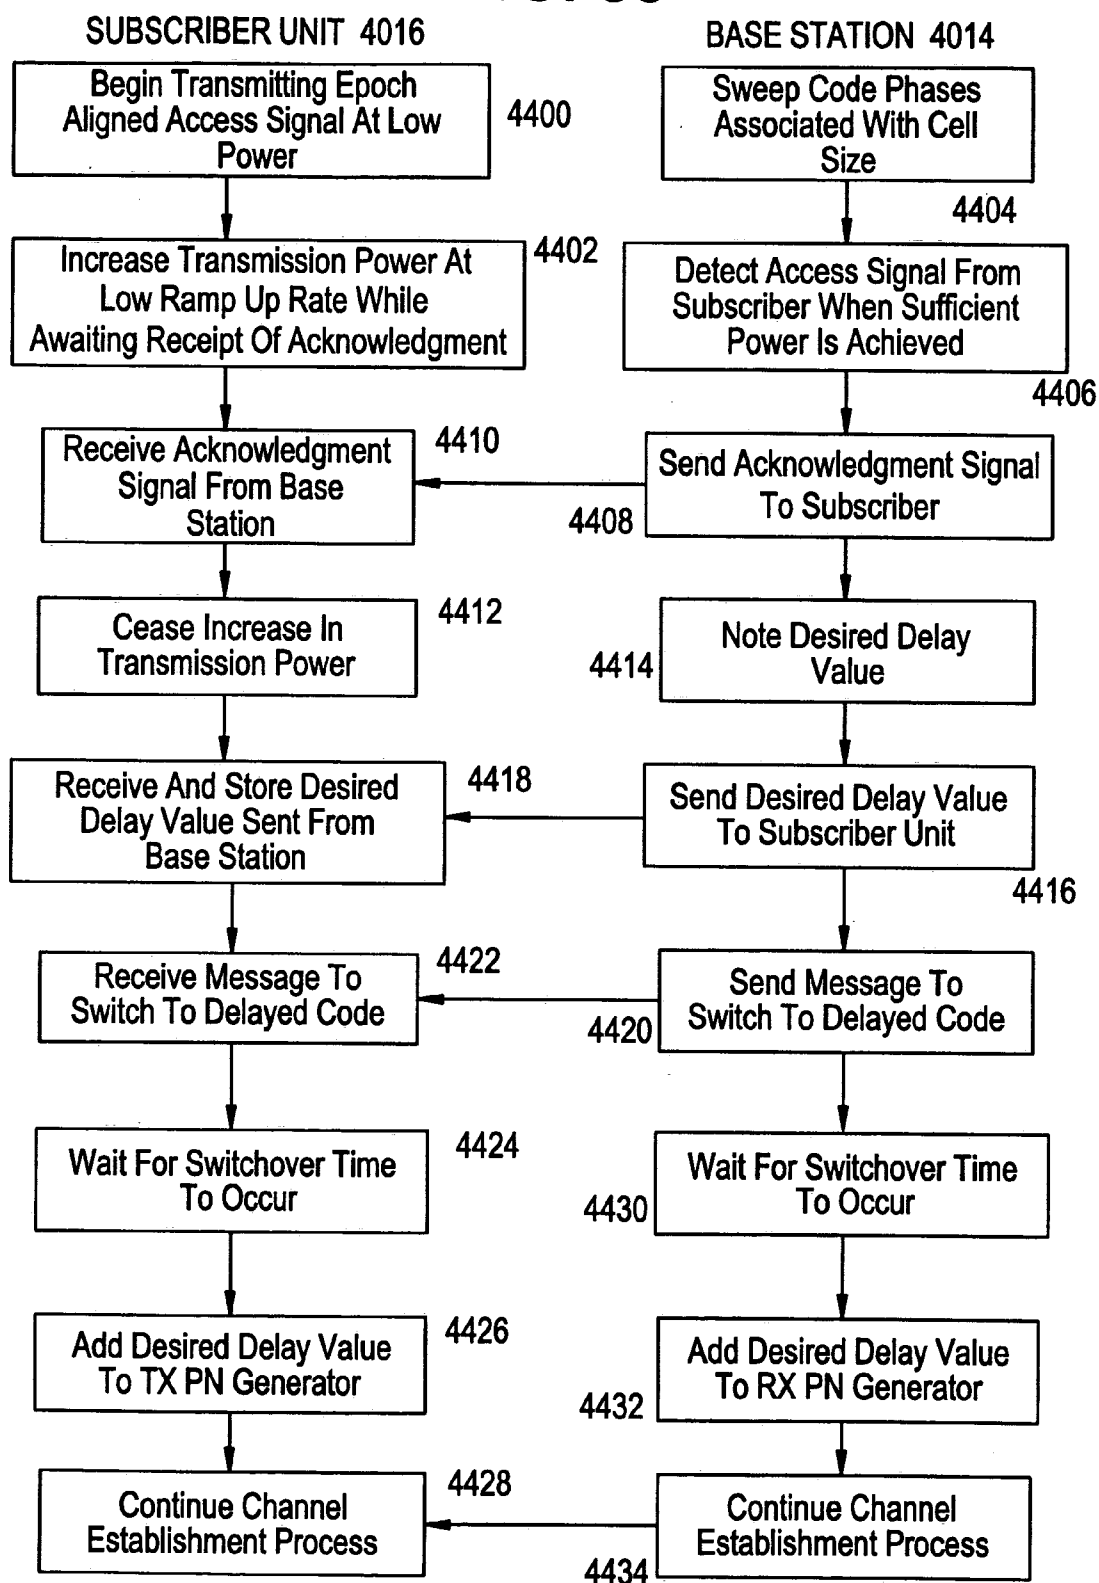 SUBSCRIBER UNIT 4016
Begin Transmitting Epoch
Aligned Access Signal At Low
Power
4400
Increase Transmission Power At
Low Ramp Up Rate While
Awaiting Receipt Of Acknowledgment
4402
Receive Acknowledgment
Signal From Base
Station
4410
Cease Increase In
Transmission Power
4412
Receive And Store Desired
Delay Value Sent From
Base Station
4418
Receive Message To
Switch To Delayed Code
4422
Wait For Switchover Time
To Occur
4424
Add Desired Delay Value
To TX PN Generator
4426
Continue Channel
Establishment Process
4428
BASE STATION 4014
Sweep Code Phases
Associated With Cell
Size
4404
Detect Access Signal From
Subscriber When Sufficient
Power Is Achieved
4406
Send Acknowledgment Signal
To Subscriber
4408
Note Desired Delay
Value
4414
Send Desired Delay Value
To Subscriber Unit
4416
Send Message To
Switch To Delayed Code
4420
Wait For Switchover Time
To Occur
4430
Add Desired Delay Value
To RX PN Generator
4432
Continue Channel
Establishment Process
4434